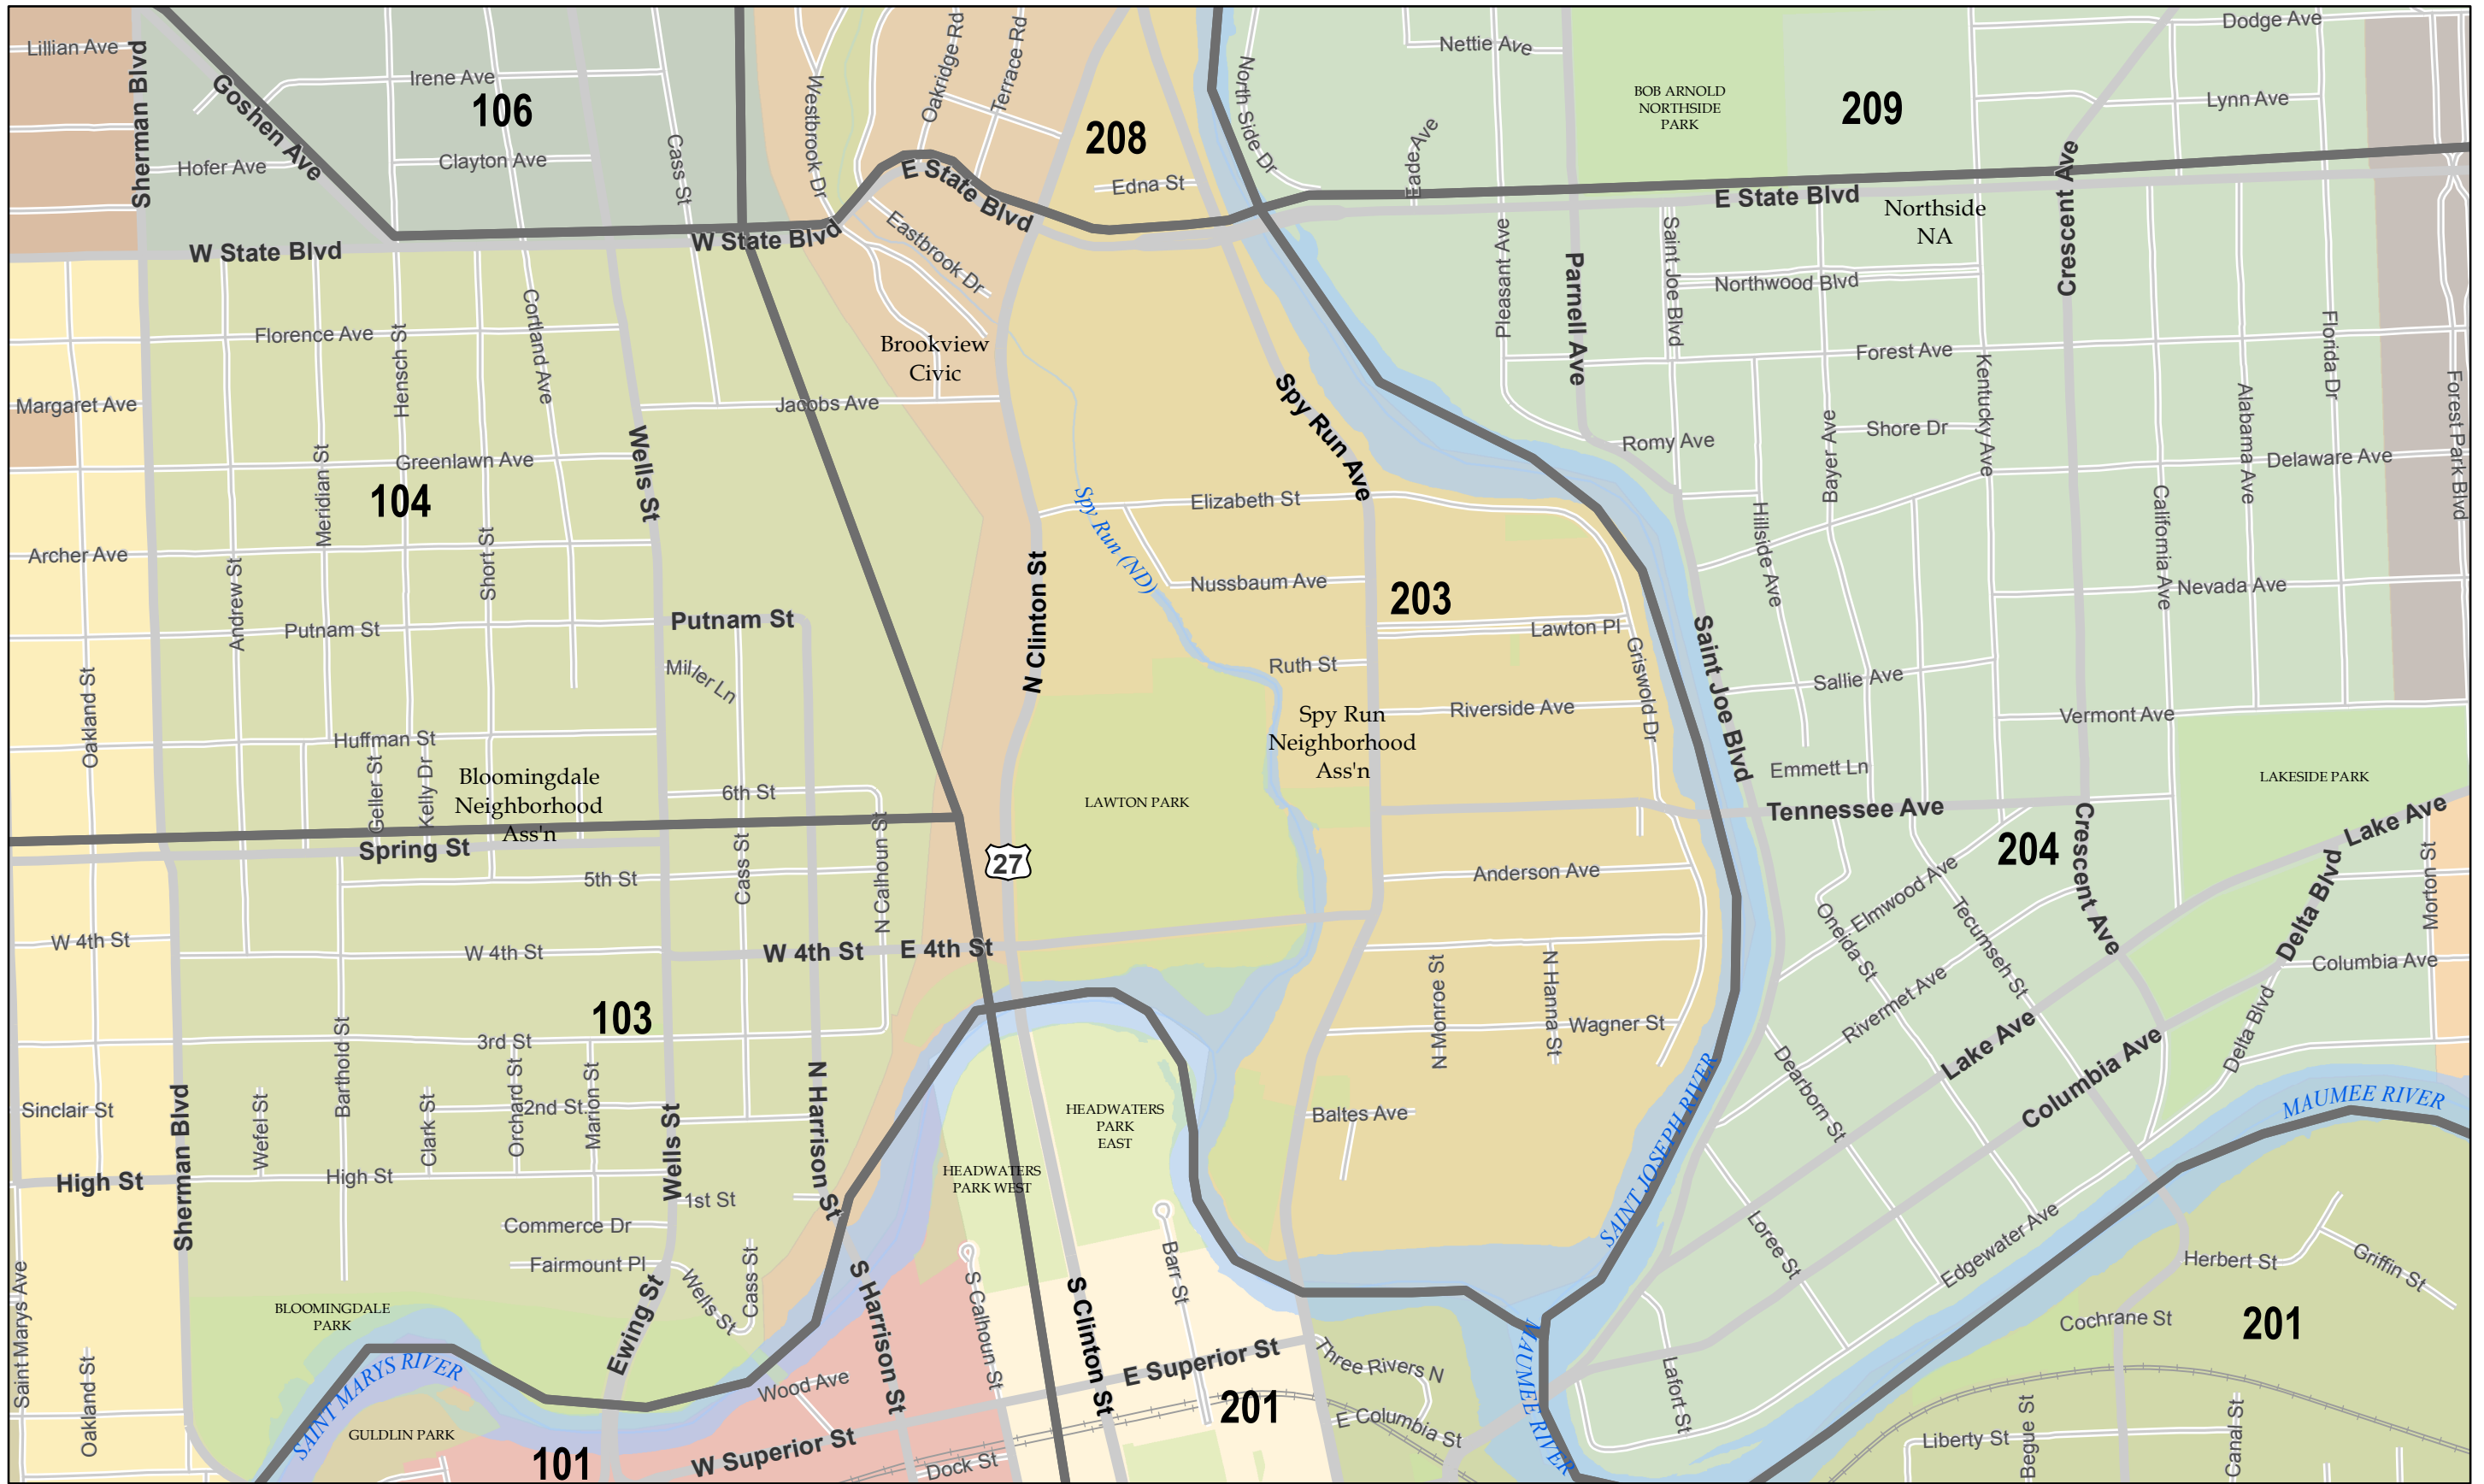 Lillian Ave
Sherman Blvd
Goshen Ave
Irene Ave
106
Clayton Ave
Hofer Ave
Cass St
Westbrook Dr
Oakridge Rd
Terrace Rd
208
E State Blvd
Edna St
North Side Dr
Nettie Ave
Eade Ave
BOB ARNOLD
NORTHSIDE
PARK
209
Dodge Ave
Lynn Ave
W State Blvd
W State Blvd
Eastbrook Dr
E State Blvd
Northside
NA
Crescent Ave
Pleasant Ave
Parnell Ave
Saint Joe Blvd
Northwood Blvd
Florence Ave
Hensch St
Cortland Ave
Brookview
Civic
Forest Ave
Kentucky Ave
Florida Dr
Alabama Ave
Forest Park Blvd
Margaret Ave
Jacobs Ave
Spy Run Ave
Romy Ave
Bayer Ave
Shore Dr
Delaware Ave
Wells St
Greenlawn Ave
104
Meridian St
Short St
Andrew St
Archer Ave
Elizabeth St
Spy Run (ND)
N Clinton St
Nussbaum Ave
203
Hillside Ave
California Ave
Nevada Ave
Putnam St
Putnam St
Miller Ln
Oakland St
Lawton Pl
Ruth St
Griswold Dr
Saint Joe Blvd
Sallie Ave
Riverside Ave
Vermont Ave
Spy Run
Neighborhood
Ass'n
Huffman St
Geller St
Kelly Dr
Bloomingdale
Neighborhood
Ass'n
6th St
LAWTON PARK
Emmett Ln
LAKESIDE PARK
Tennessee Ave
Crescent Ave
Lake Ave
Spring St
5th St
Cass St
N Calhoun St
27
Anderson Ave
204
Elmwood Ave
Oneida St
Tecumseh St
Delta Blvd
Morton St
W 4th St
W 4th St
W 4th St
E 4th St
Columbia Ave
103
3rd St
Barthold St
N Monroe St
N Hanna St
Wagner St
Rivermet Ave
Lake Ave
Columbia Ave
Delta Blvd
Dearborn St
Sinclair St
Wefel St
Clark St
Orchard St
2nd St
Marion St
Wells St
N Harrison St
HEADWATERS
PARK
EAST
HEADWATERS
PARK WEST
Baltes Ave
SAINT JOSEPH RIVER
MAUMEE RIVER
High St
Sherman Blvd
High St
1st St
Commerce Dr
Fairmount Pl
Wells St
Cass St
Ewing St
Saint Marys Ave
Oakland St
BLOOMINGDALE
PARK
SAINT MARYS RIVER
GULDLIN PARK
101
Wood Ave
W Superior St
S Harrison St
S Calhoun St
Dock St
S Clinton St
Barr St
E Superior St
201
Three Rivers N
E Columbia St
MAUMEE RIVER
Loree St
Lafort St
Edgewater Ave
Herbert St
Griffin St
Cochrane St
201
Liberty St
Begue St
Canal St